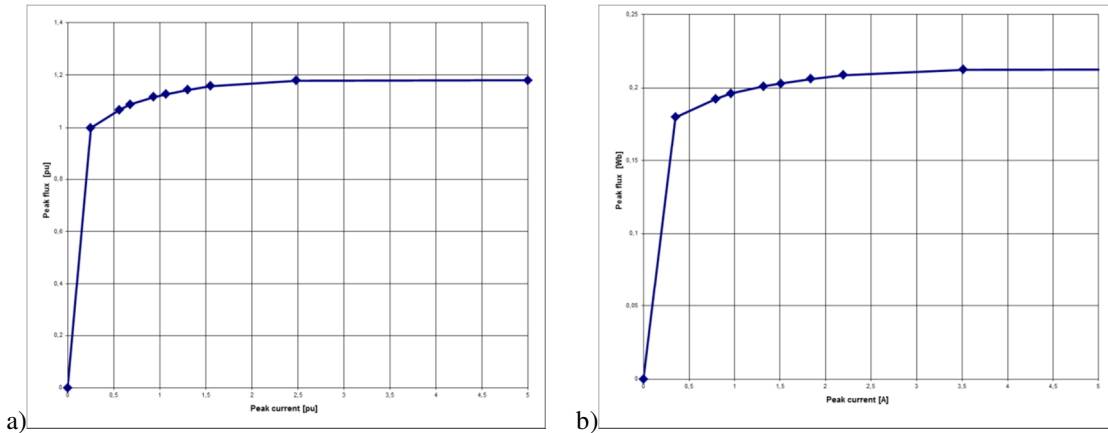 1,4
1,2
1
0,8
0,6
0,4
0,2
0
Peak flux [pu]
0 0,5 1 1,5 2 2,5 3 3,5 4 4,5 5
Peak current [pu]
a)
0,25
0,2
0,15
0,1
0,05
0
Peak flux [Wb]
0 0,5 1 1,5 2 2,5 3 3,5 4 4,5 5
Peak current [A]
b)